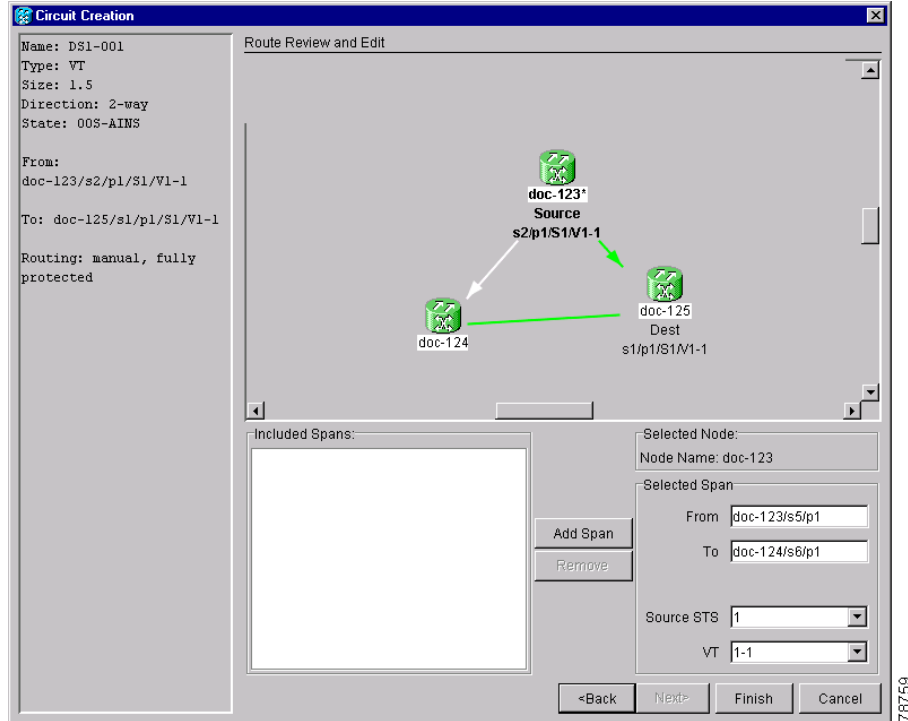 Circuit Creation
Name: DS1-001
Type: VT
Size: 1.5
Direction: 2-way
State: OOS-AINS
From:
doc-123/s2/p1/S1/V1-1
To: doc-125/s1/p1/S1/V1-1
Routing: manual, fully
protected
Route Review and Edit
doc-123*
Source
s2/p1/S1/V1-1
doc-125
Dest
s1/p1/S1/V1-1
doc-124
Included Spans:
Add Span
Remove
Selected Node:
Node Name: doc-123
Selected Span
From doc-123/s5/p1
To doc-124/s6/p1
Source STS 1
VT 1-1
<Back Next> Finish Cancel
78759